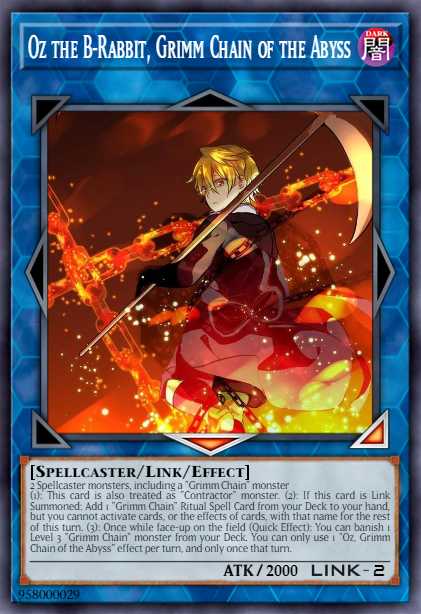 Oz the B-Rabbit, Grimm Chain of the Abyss
DARK
闇
[Spellcaster/Link/Effect]
2 Spellcaster monsters, including a "Grimm Chain" monster
(1): This card is also treated as "Contractor" monster. (2): If this card is Link
Summoned: Add 1 "Grimm Chain" Ritual Spell Card from your Deck to your hand,
but you cannot activate cards, or the effects of cards, with that name for the rest
of this turn. (3): Once while face-up on the field (Quick Effect): You can banish 1
Level 3 "Grimm Chain" monster from your Deck. You can only use 1 "Oz, Grimm
Chain of the Abyss" effect per turn, and only once that turn.
ATK / 2000 LINK-2
958000029